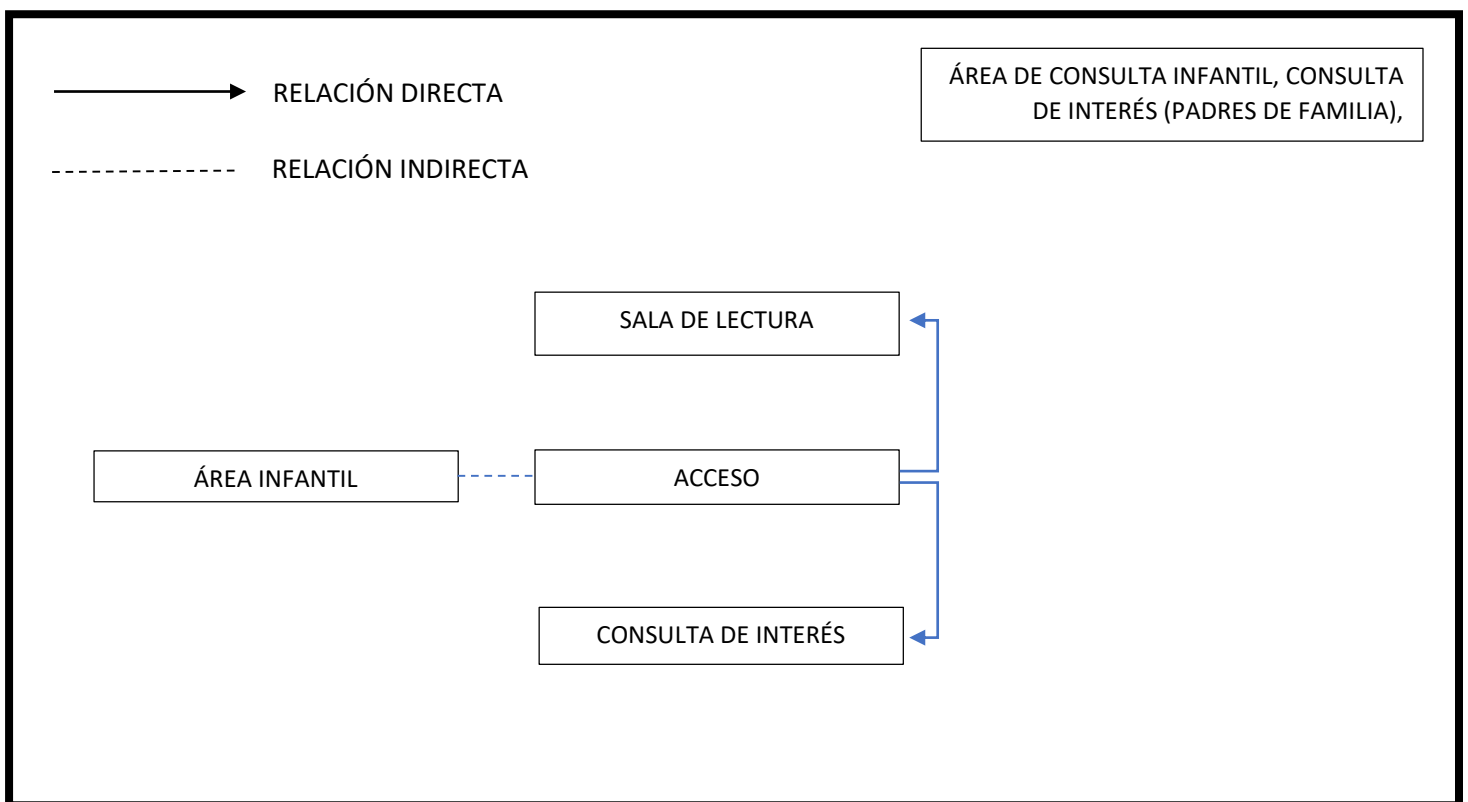 RELACIÓN DIRECTA
RELACIÓN INDIRECTA
ÁREA DE CONSULTA INFANTIL, CONSULTA
DE INTERÉS (PADRES DE FAMILIA),
SALA DE LECTURA
ÁREA INFANTIL
ACCESO
CONSULTA DE INTERÉS